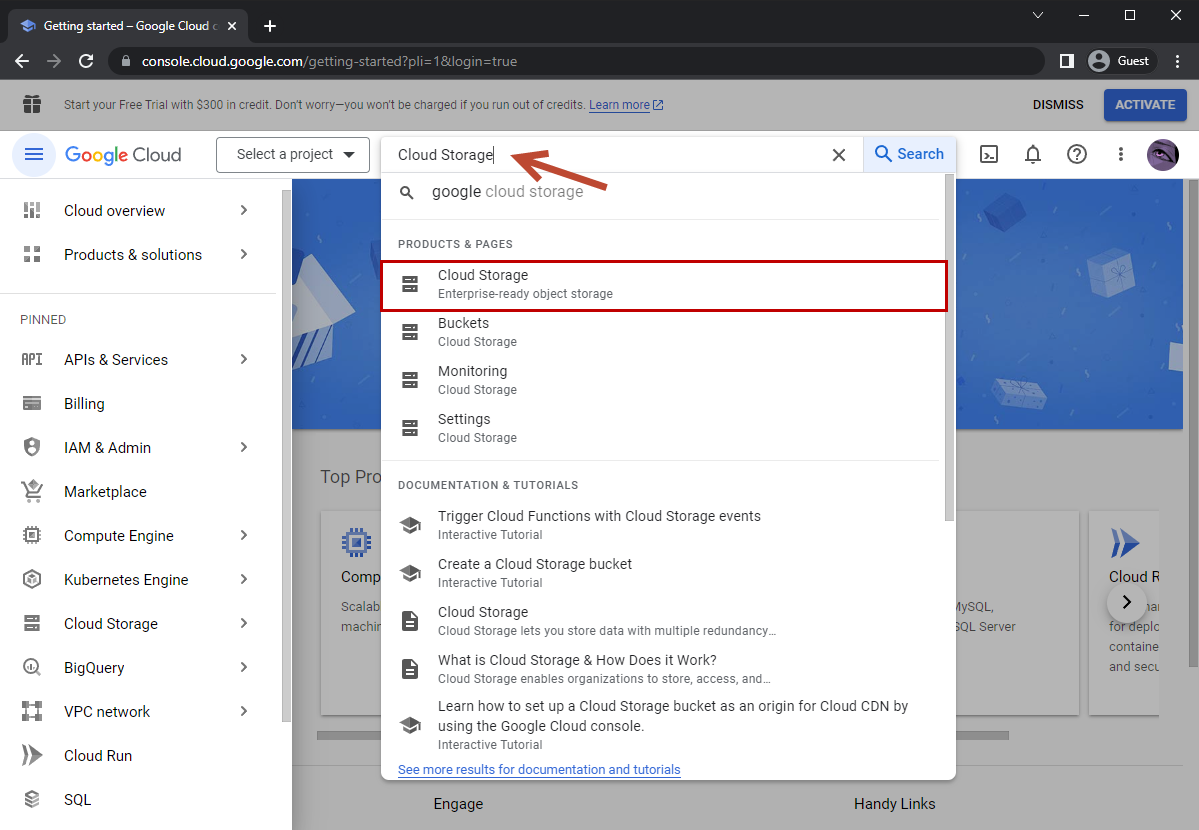 Getting started – Google Cloud c
console.cloud.google.com/getting-started?pli=1&login=true
Guest
Start your Free Trial with $300 in credit. Don't worry—you won't be charged if you run out of credits. Learn more
DISMISS
ACTIVATE
Google Cloud
Select a project
Cloud Storage
Search
google cloud storage
PRODUCTS & PAGES
Cloud Storage
Enterprise-ready object storage
Buckets
Cloud Storage
Monitoring
Cloud Storage
Settings
Cloud Storage
DOCUMENTATION & TUTORIALS
Trigger Cloud Functions with Cloud Storage events
Interactive Tutorial
Create a Cloud Storage bucket
Interactive Tutorial
Cloud Storage
Cloud Storage lets you store data with multiple redundancy…
What is Cloud Storage & How Does it Work?
Cloud Storage enables organizations to store, access, and…
Learn how to set up a Cloud Storage bucket as an origin for Cloud CDN by
using the Google Cloud console.
Interactive Tutorial
See more results for documentation and tutorials
Cloud overview
Products & solutions
PINNED
API APIs & Services
Billing
IAM & Admin
Marketplace
Compute Engine
Kubernetes Engine
Cloud Storage
BigQuery
VPC network
Cloud Run
SQL
Top Pro
Comp
Scalab
machin
MySQL,
SQL Server
Cloud R
for deplo
containe
and secu
Engage
Handy Links